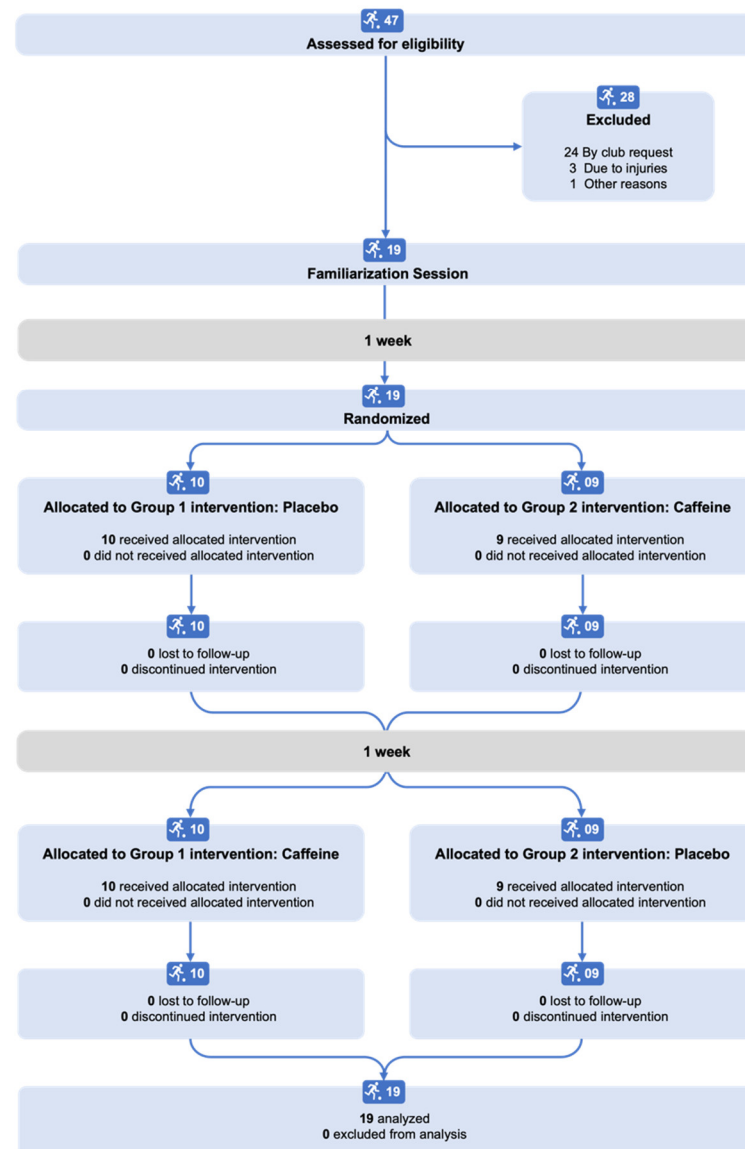 47
Assessed for eligibility
28
Excluded
24 By club request
3 Due to injuries
1 Other reasons
19
Familiarization Session
1 week
19
Randomized
10
Allocated to Group 1 intervention: Placebo
10 received allocated intervention
0 did not received allocated intervention
09
Allocated to Group 2 intervention: Caffeine
9 received allocated intervention
0 did not received allocated intervention
10
0 lost to follow-up
0 discontinued intervention
09
0 lost to follow-up
0 discontinued intervention
1 week
10
Allocated to Group 1 intervention: Caffeine
10 received allocated intervention
0 did not received allocated intervention
09
Allocated to Group 2 intervention: Placebo
9 received allocated intervention
0 did not received allocated intervention
10
0 lost to follow-up
0 discontinued intervention
09
0 lost to follow-up
0 discontinued intervention
19
19 analyzed
0 excluded from analysis